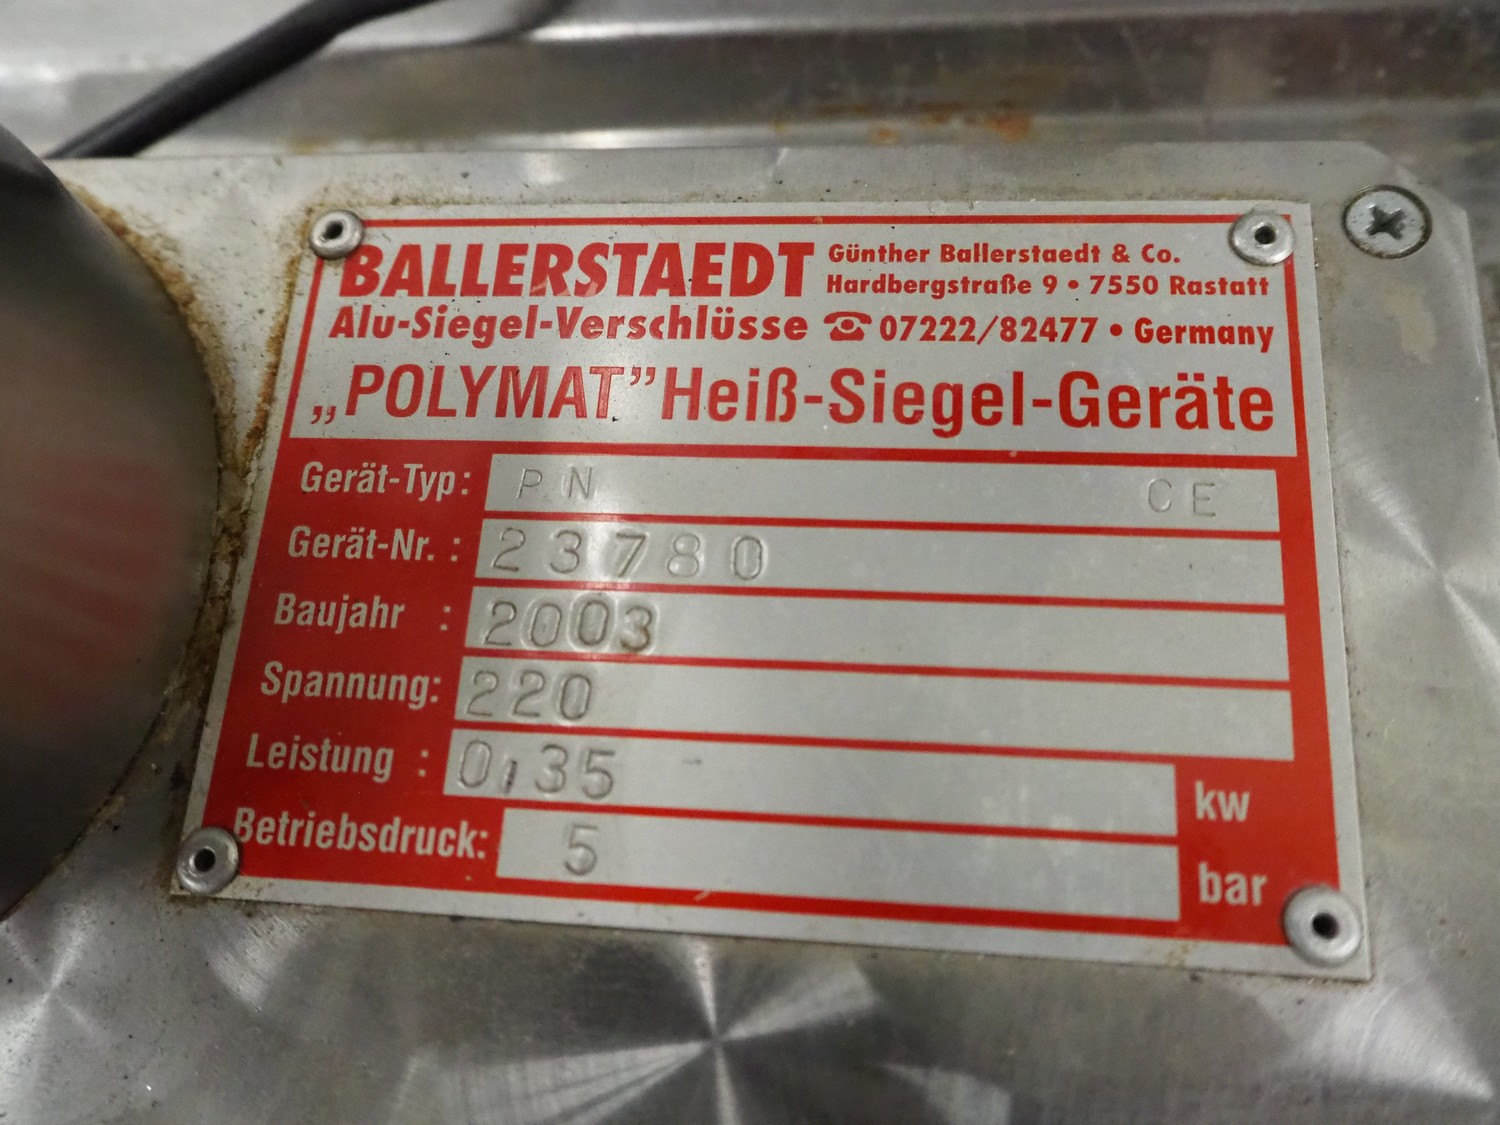 BALLERSTAEDT Günther Ballerstaedt & Co.
Hardbergstraße 9 • 7550 Rastatt
Alu-Siegel-Verschlüsse ☎ 07222/82477 • Germany
„POLYMAT” Heiß-Siegel-Geräte
Gerät-Typ: PN CE
Gerät-Nr. : 23780
Baujahr : 2003
Spannung: 220
Leistung : 0,35 kw
Betriebsdruck: 5 bar